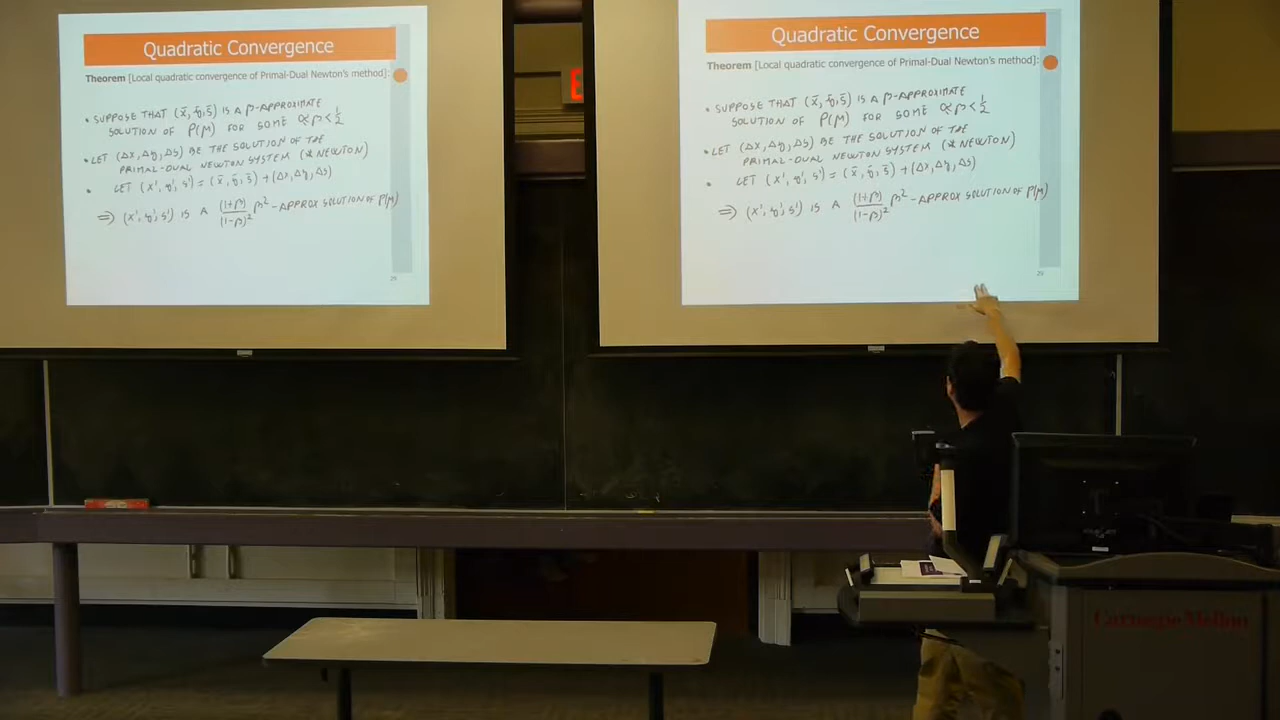 Quadratic Convergence
Theorem [Local quadratic convergence of Primal-Dual Newton's method]:
• SUPPOSE THAT (x̄, ȳ, s̄) IS A β-APPROXIMATE
SOLUTION OF P(μ) FOR SOME 0<β<1/2
• LET (Δx, Δy, Δs) BE THE SOLUTION OF THE
PRIMAL-DUAL NEWTON SYSTEM (NEWTON)
• LET (x', y', s') = (x̄, ȳ, s̄) + (Δx, Δy, Δs)
⇒ (x', y', s') IS A (1+β)/(1-β)² β² -APPROX SOLUTION OF P(μ)
Quadratic Convergence
Theorem [Local quadratic convergence of Primal-Dual Newton's method]:
• SUPPOSE THAT (x̄, ȳ, s̄) IS A β-APPROXIMATE
SOLUTION OF P(μ) FOR SOME 0<β<1/2
• LET (Δx, Δy, Δs) BE THE SOLUTION OF THE
PRIMAL-DUAL NEWTON SYSTEM (NEWTON)
• LET (x', y', s') = (x̄, ȳ, s̄) + (Δx, Δy, Δs)
⇒ (x', y', s') IS A (1+β)/(1-β)² β² -APPROX SOLUTION OF P(μ)
E
Carnegie Mellon